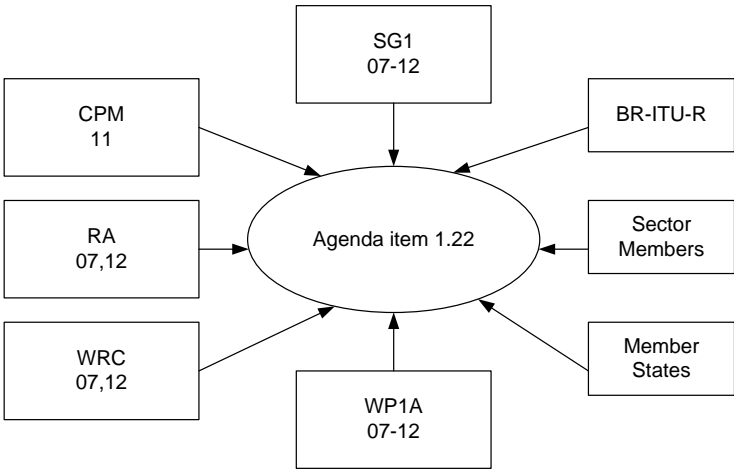 SG1
07-12
CPM
11
BR-ITU-R
RA
07,12
Agenda item 1.22
Sector
Members
WRC
07,12
Member
States
WP1A
07-12